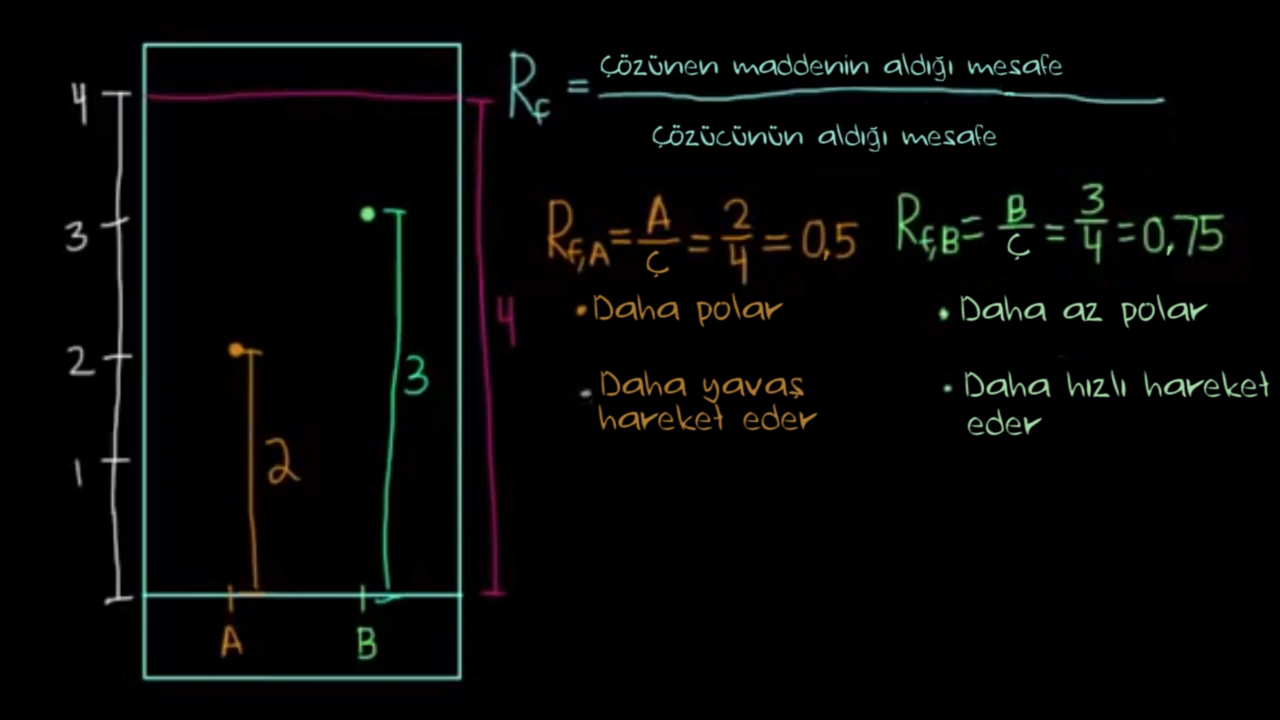 4
3
2
1
2
3
4
A
B
Rf = çözünen maddenin aldığı mesafe
çözücünün aldığı mesafe
Rf,A = A/ç = 2/4 = 0,5
• Daha polar
• Daha yavaş
hareket eder
Rf,B = B/ç = 3/4 = 0,75
• Daha az polar
• Daha hızlı hareket
eder